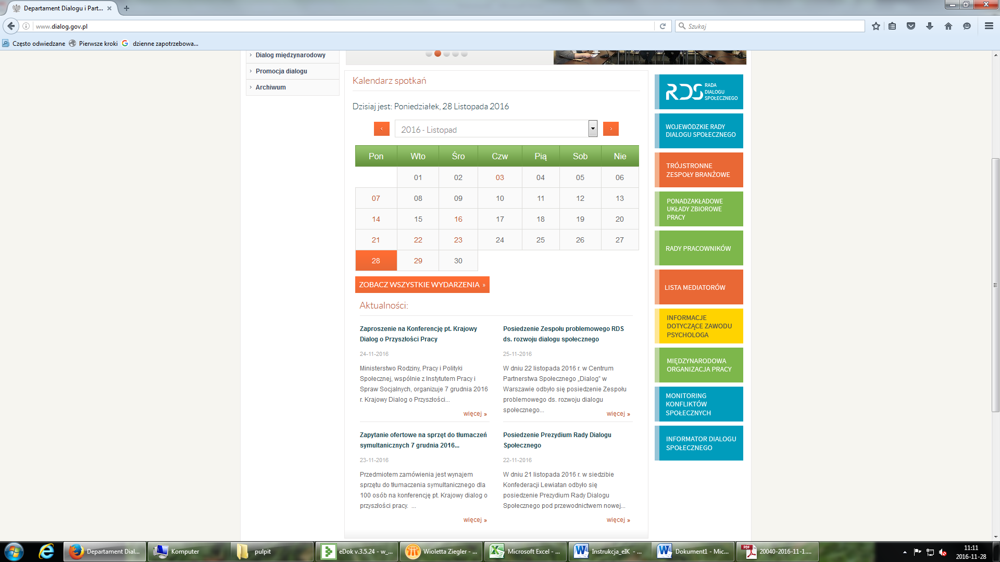 Departament Dialogu i Part...
www.dialog.gov.pl
Szukaj
Często odwiedzane
Pierwsze kroki
dzienne zapotrzebowa...
Dialog międzynarodowy
Promocja dialogu
Archiwum
Kalendarz spotkań
Dzisiaj jest: Poniedziałek, 28 Listopada 2016
‹ 2016 - Listopad ›
Pon Wto Śro Czw Pią Sob Nie
01 02 03 04 05 06
07 08 09 10 11 12 13
14 15 16 17 18 19 20
21 22 23 24 25 26 27
28 29 30
ZOBACZ WSZYSTKIE WYDARZENIA »
Aktualności:
Zaproszenie na Konferencję pt. Krajowy
Dialog o Przyszłości Pracy
24-11-2016
Ministerstwo Rodziny, Pracy i Polityki
Społecznej, wspólnie z Instytutem Pracy i
Spraw Socjalnych, organizuje 7 grudnia 2016
r. Krajowy Dialog o Przyszłości...
więcej »
Posiedzenie Zespołu problemowego RDS
ds. rozwoju dialogu społecznego
25-11-2016
W dniu 22 listopada 2016 r. w Centrum
Partnerstwa Społecznego „Dialog” w
Warszawie odbyło się posiedzenie Zespołu
problemowego ds. rozwoju dialogu
społecznego...
więcej »
Zapytanie ofertowe na sprzęt do tłumaczeń
symultanicznych 7 grudnia 2016...
23-11-2016
Przedmiotem zamówienia jest wynajem
sprzętu do tłumaczenia symultanicznego dla
100 osób na konferencję pt. Krajowy dialog o
przyszłości pracy. ...
więcej »
Posiedzenie Prezydium Rady Dialogu
Społecznego
22-11-2016
W dniu 21 listopada 2016 r. w siedzibie
Konfederacji Lewiatan odbyło się
posiedzenie Prezydium Rady Dialogu
Społecznego pod przewodnictwem nowej...
więcej »
RDS
RADA
DIALOGU
SPOŁECZNEGO
WOJEWÓDZKIE RADY
DIALOGU SPOŁECZNEGO
TRÓJSTRONNE
ZESPOŁY BRANŻOWE
PONADZAKŁADOWE
UKŁADY ZBIOROWE
PRACY
RADY PRACOWNIKÓW
LISTA MEDIATORÓW
INFORMACJE
DOTYCZĄCE ZAWODU
PSYCHOLOGA
MIĘDZYNARODOWA
ORGANIZACJA PRACY
MONITORING
KONFLIKTÓW
SPOŁECZNYCH
INFORMATOR DIALOGU
SPOŁECZNEGO
Departament Dial...
Komputer
pulpit
eDok v.3.5.24 - w_...
Wioletta Ziegler - ...
Microsoft Excel - ...
Instrukcja_eIK - ...
Dokument1 - Mic...
PDF
20040-2016-11-1....
11:11
2016-11-28